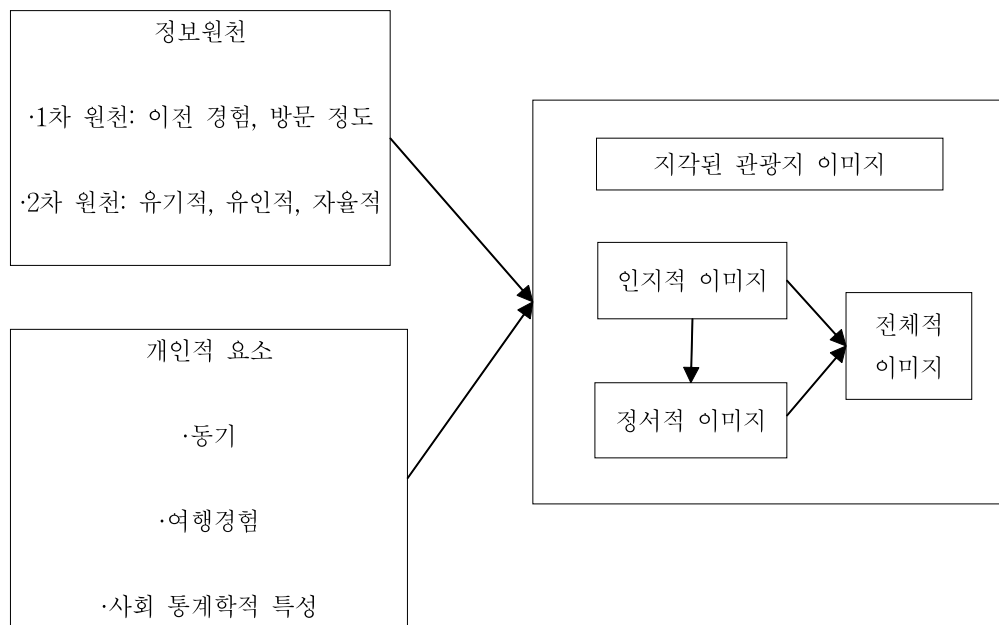 정보원천
·1차 원천: 이전 경험, 방문 정도
·2차 원천: 유기적, 유인적, 자율적
개인적 요소
·동기
·여행경험
·사회 통계학적 특성
지각된 관광지 이미지
인지적 이미지
정서적 이미지
전체적
이미지